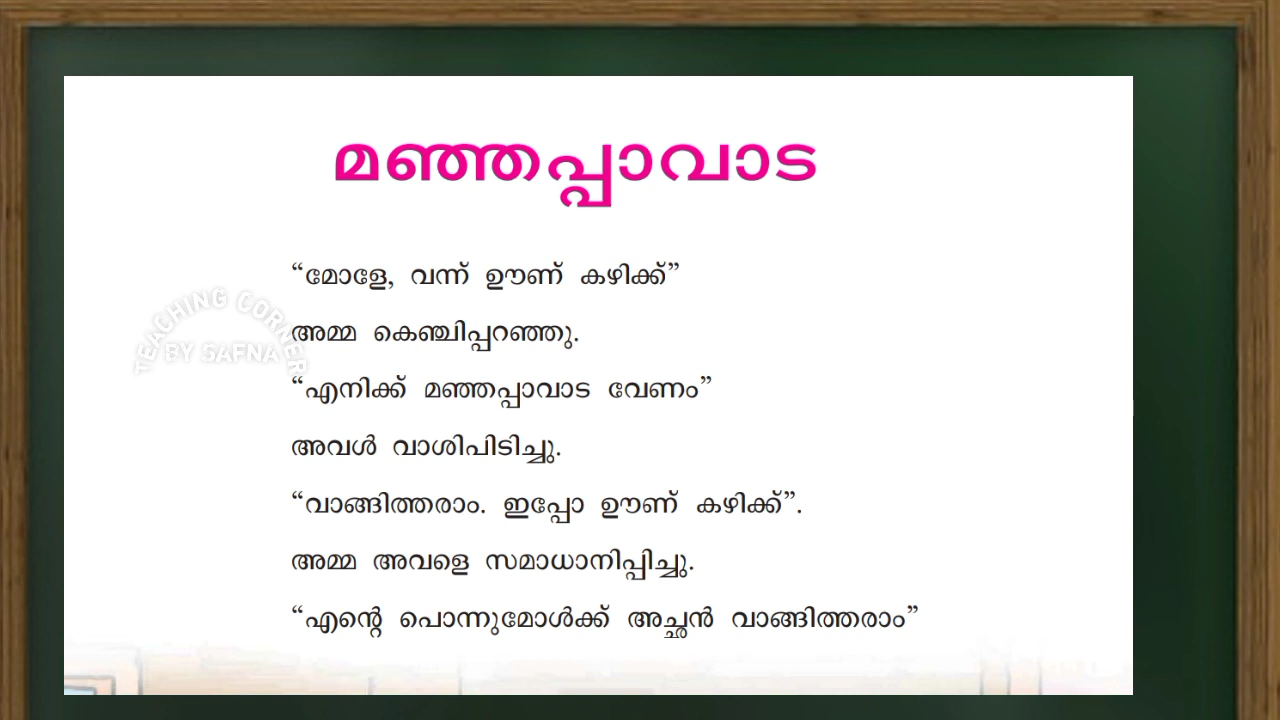 മഞ്ഞപ്പാവാട
“മോളേ, വന്ന് ഊണ് കഴിക്ക്”
അമ്മ കെഞ്ചിപ്പറഞ്ഞു.
“എനിക്ക് മഞ്ഞപ്പാവാട വേണം”
അവൾ വാശിപിടിച്ചു.
“വാങ്ങിത്തരാം. ഇപ്പോ ഊണ് കഴിക്ക്”.
അമ്മ അവളെ സമാധാനിപ്പിച്ചു.
“എന്റെ പൊന്നുമോൾക്ക് അച്ഛൻ വാങ്ങിത്തരാം”
TEACHING CORNER
BY SAFNA